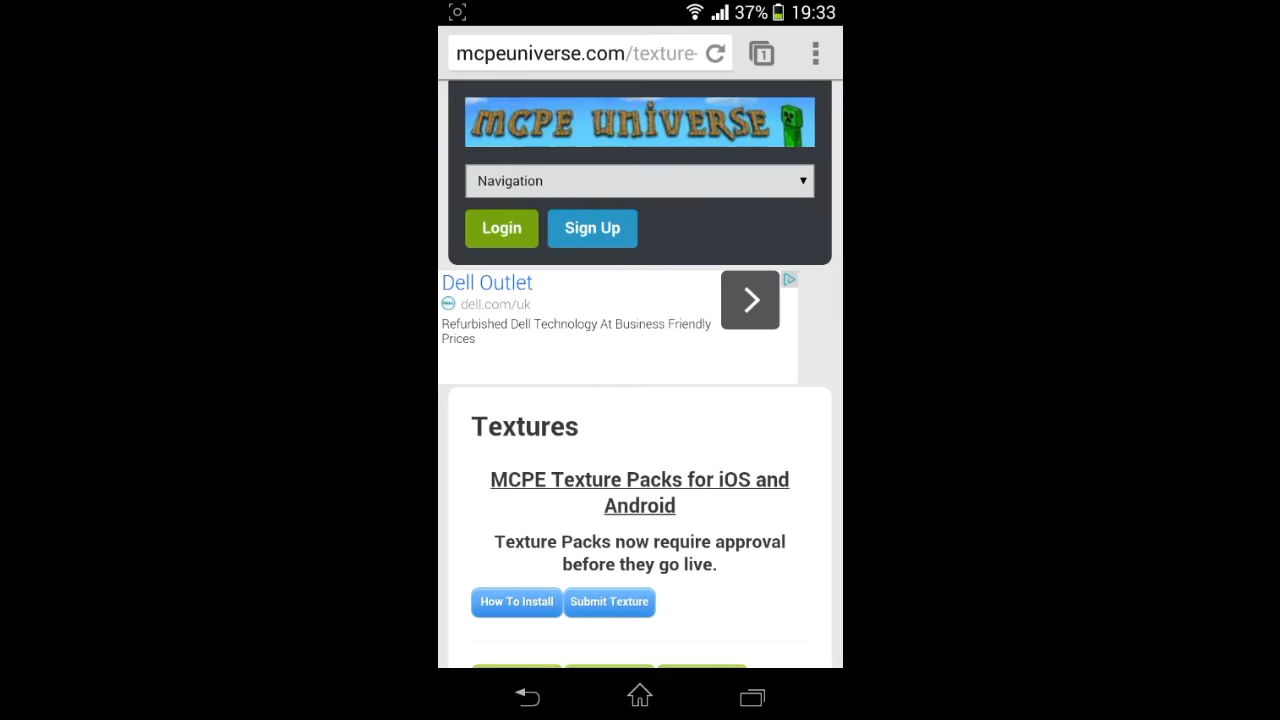 37% 19:33
mcpeuniverse.com/texture- 1
MCPE UNIVERSE
Navigation
Login Sign Up
Dell Outlet
dell.com/uk
Refurbished Dell Technology At Business Friendly
Prices
Textures
MCPE Texture Packs for iOS and
Android
Texture Packs now require approval
before they go live.
How To Install Submit Texture